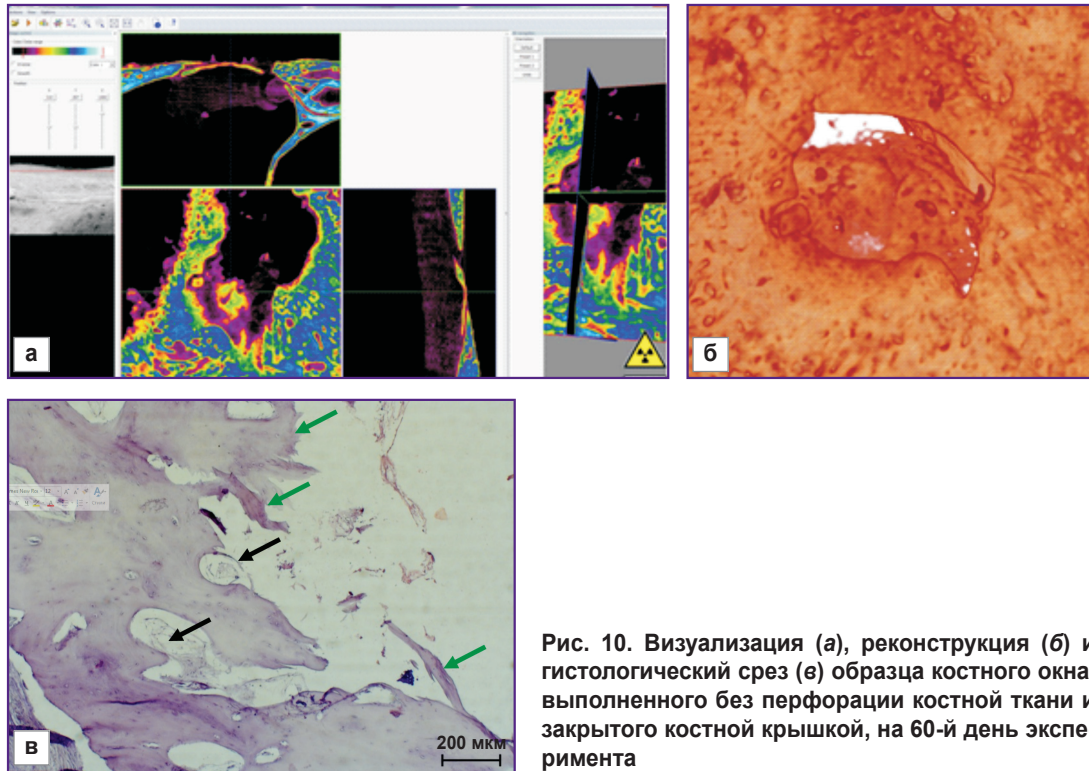 а
б
в
200 мкм
Рис. 10. Визуализация (а), реконструкция (б) и
гистологический срез (в) образца костного окна
выполненного без перфорации костной ткани и
закрытого костной крышкой, на 60-й день экспе-
римента